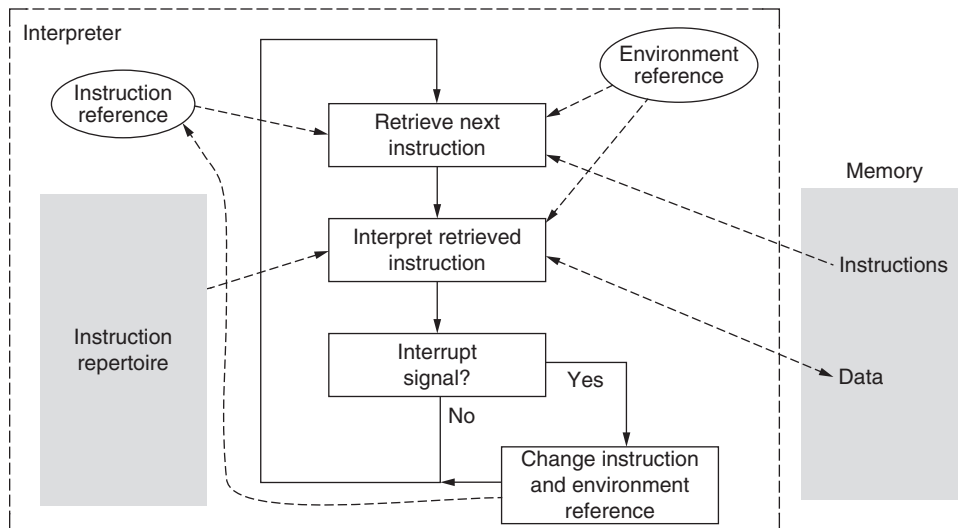 Interpreter
Environment
reference
Instruction
reference
Retrieve next
instruction
Memory
Interpret retrieved
instruction
Instructions
Instruction
repertoire
Interrupt
signal?
Yes
Data
No
Change instruction
and environment
reference